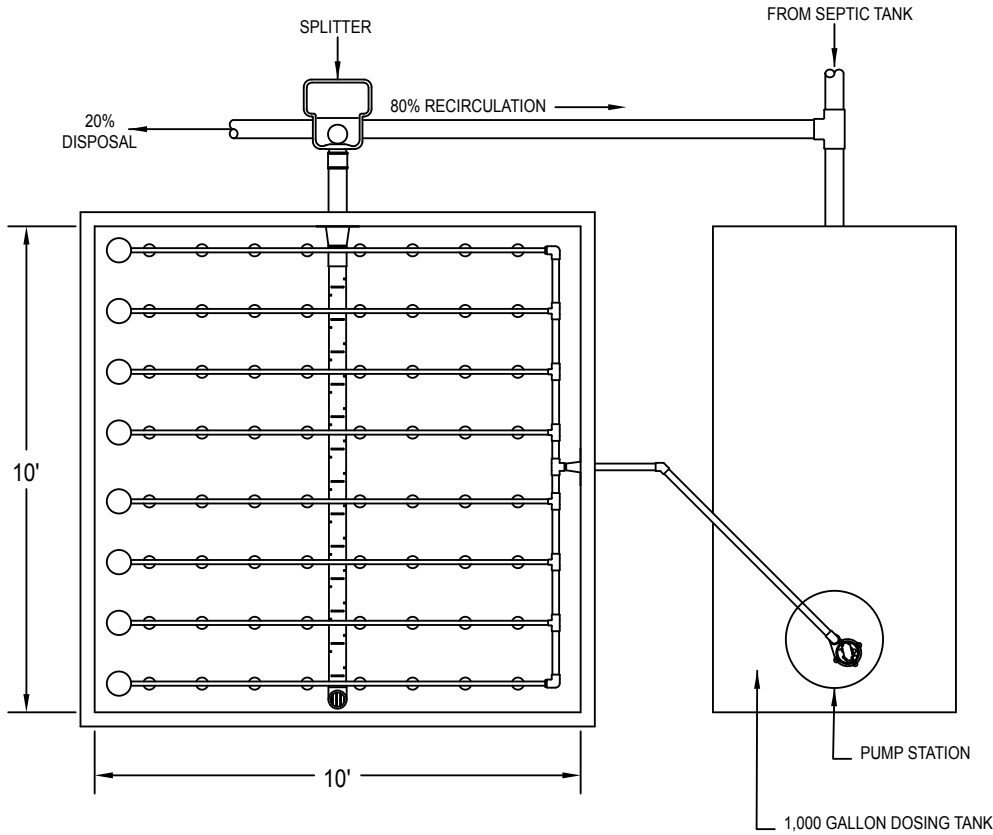 FROM SEPTIC TANK
SPLITTER
80% RECIRCULATION
20%
DISPOSAL
10'
10'
PUMP STATION
1,000 GALLON DOSING TANK